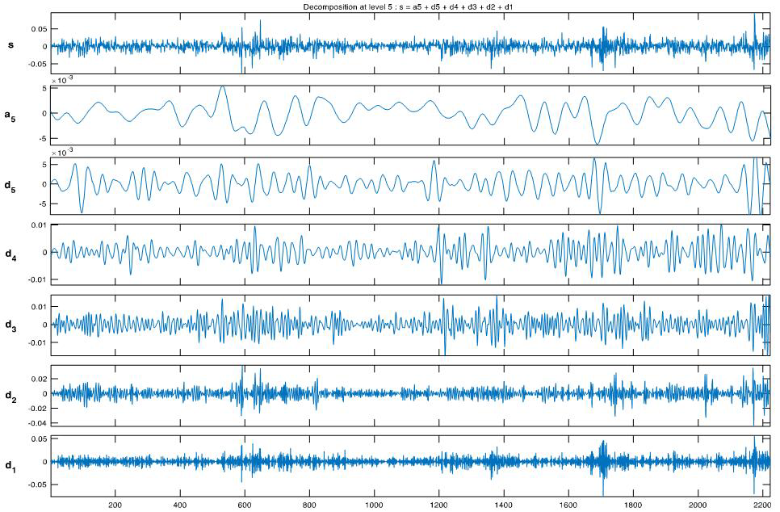 Decomposition at level 5 : s = a5 + d5 + d4 + d3 + d2 + d1
0.05
s 0
-0.05
× 10⁻³
5
a₅ 0
-5
× 10⁻³
5
d₅ 0
-5
0.01
d₄ 0
-0.01
0.01
d₃ 0
-0.01
0.02
d₂ 0
-0.02
-0.04
0.05
d₁ 0
-0.05
200 400 600 800 1000 1200 1400 1600 1800 2000 2200